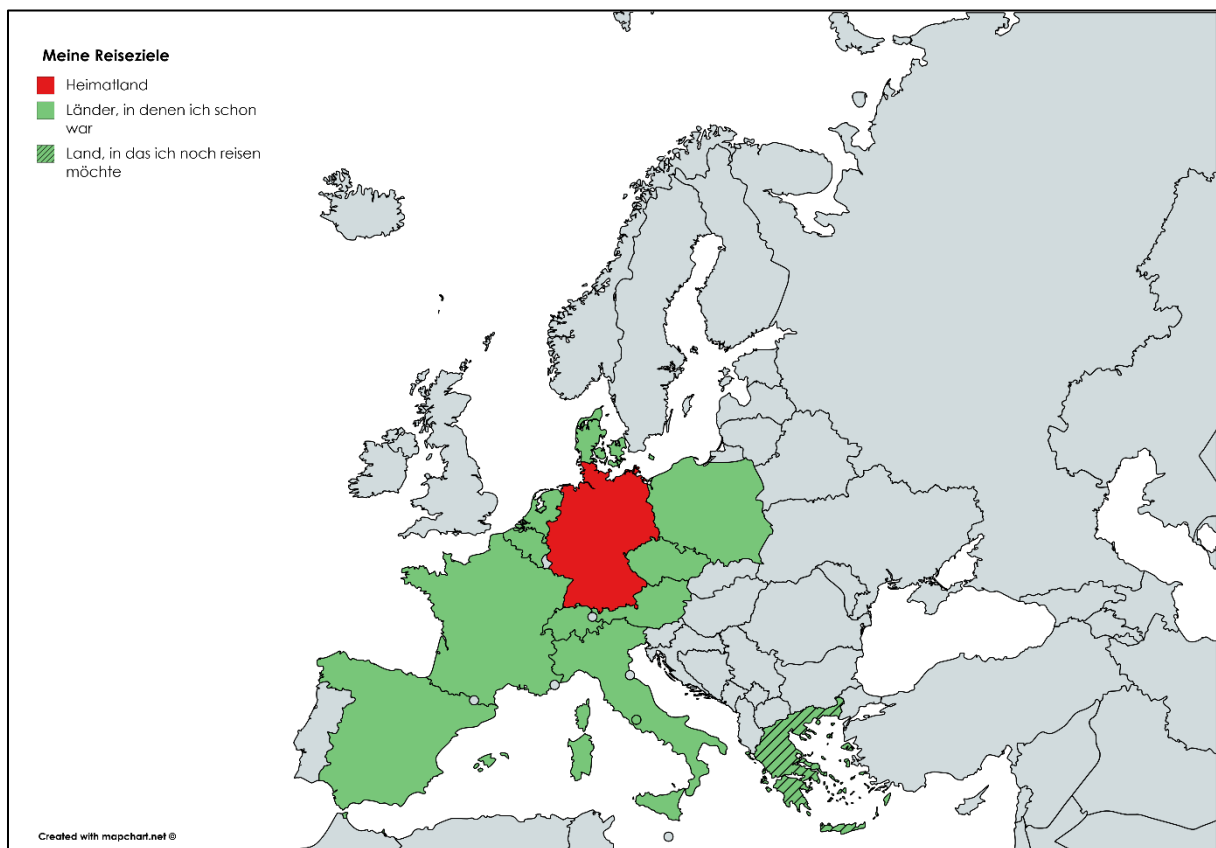 Meine Reiseziele
Heimatland
Länder, in denen ich schon
war
Land, in das ich noch reisen
möchte
Created with mapchart.net ©